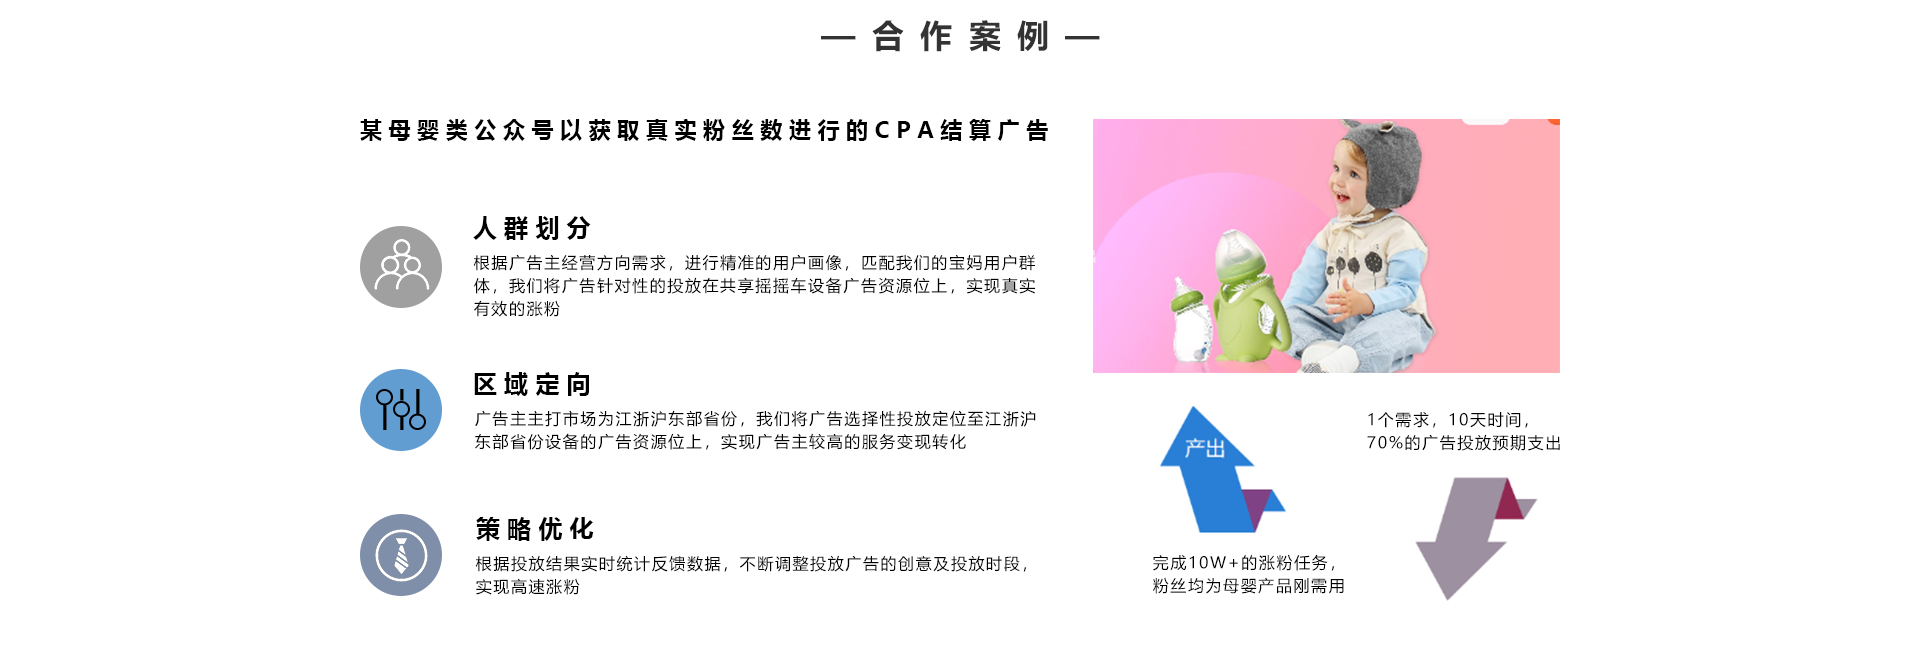 — 合作案例 —
某母婴类公众号以获取真实粉丝数进行的CPA结算广告
人群划分
根据广告主经营方向需求，进行精准的用户画像，匹配我们的宝妈用户群
体，我们将广告针对性的投放在共享摇摇车设备广告资源位上，实现真实
有效的涨粉
区域定向
广告主主打市场为江浙沪东部省份，我们将广告选择性投放定位至江浙沪
东部省份设备的广告资源位上，实现广告主较高的服务变现转化
策略优化
根据投放结果实时统计反馈数据，不断调整投放广告的创意及投放时段，
实现高速涨粉
产出
完成10W+的涨粉任务，
粉丝均为母婴产品刚需用
1个需求，10天时间，
70%的广告投放预期支出